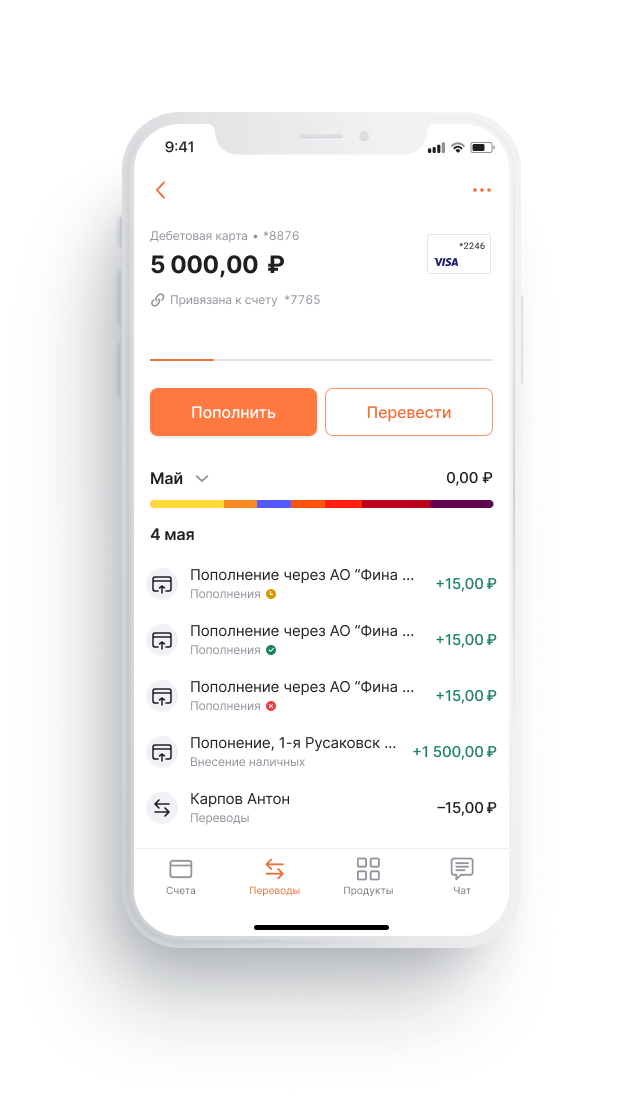 9:41
Дебетовая карта • *8876
5 000,00 ₽
*2246
VISA
Привязана к счету *7765
Пополнить
Перевести
Май
0,00 ₽
4 мая
Пополнение через АО “Фина ...
+15,00 ₽
Пополнения
Пополнение через АО “Фина ...
+15,00 ₽
Пополнения
Пополнение через АО “Фина ...
+15,00 ₽
Пополнения
Попонение, 1-я Русаковск ...
+1 500,00 ₽
Внесение наличных
Карпов Антон
–15,00 ₽
Переводы
Счета
Переводы
Продукты
Чат